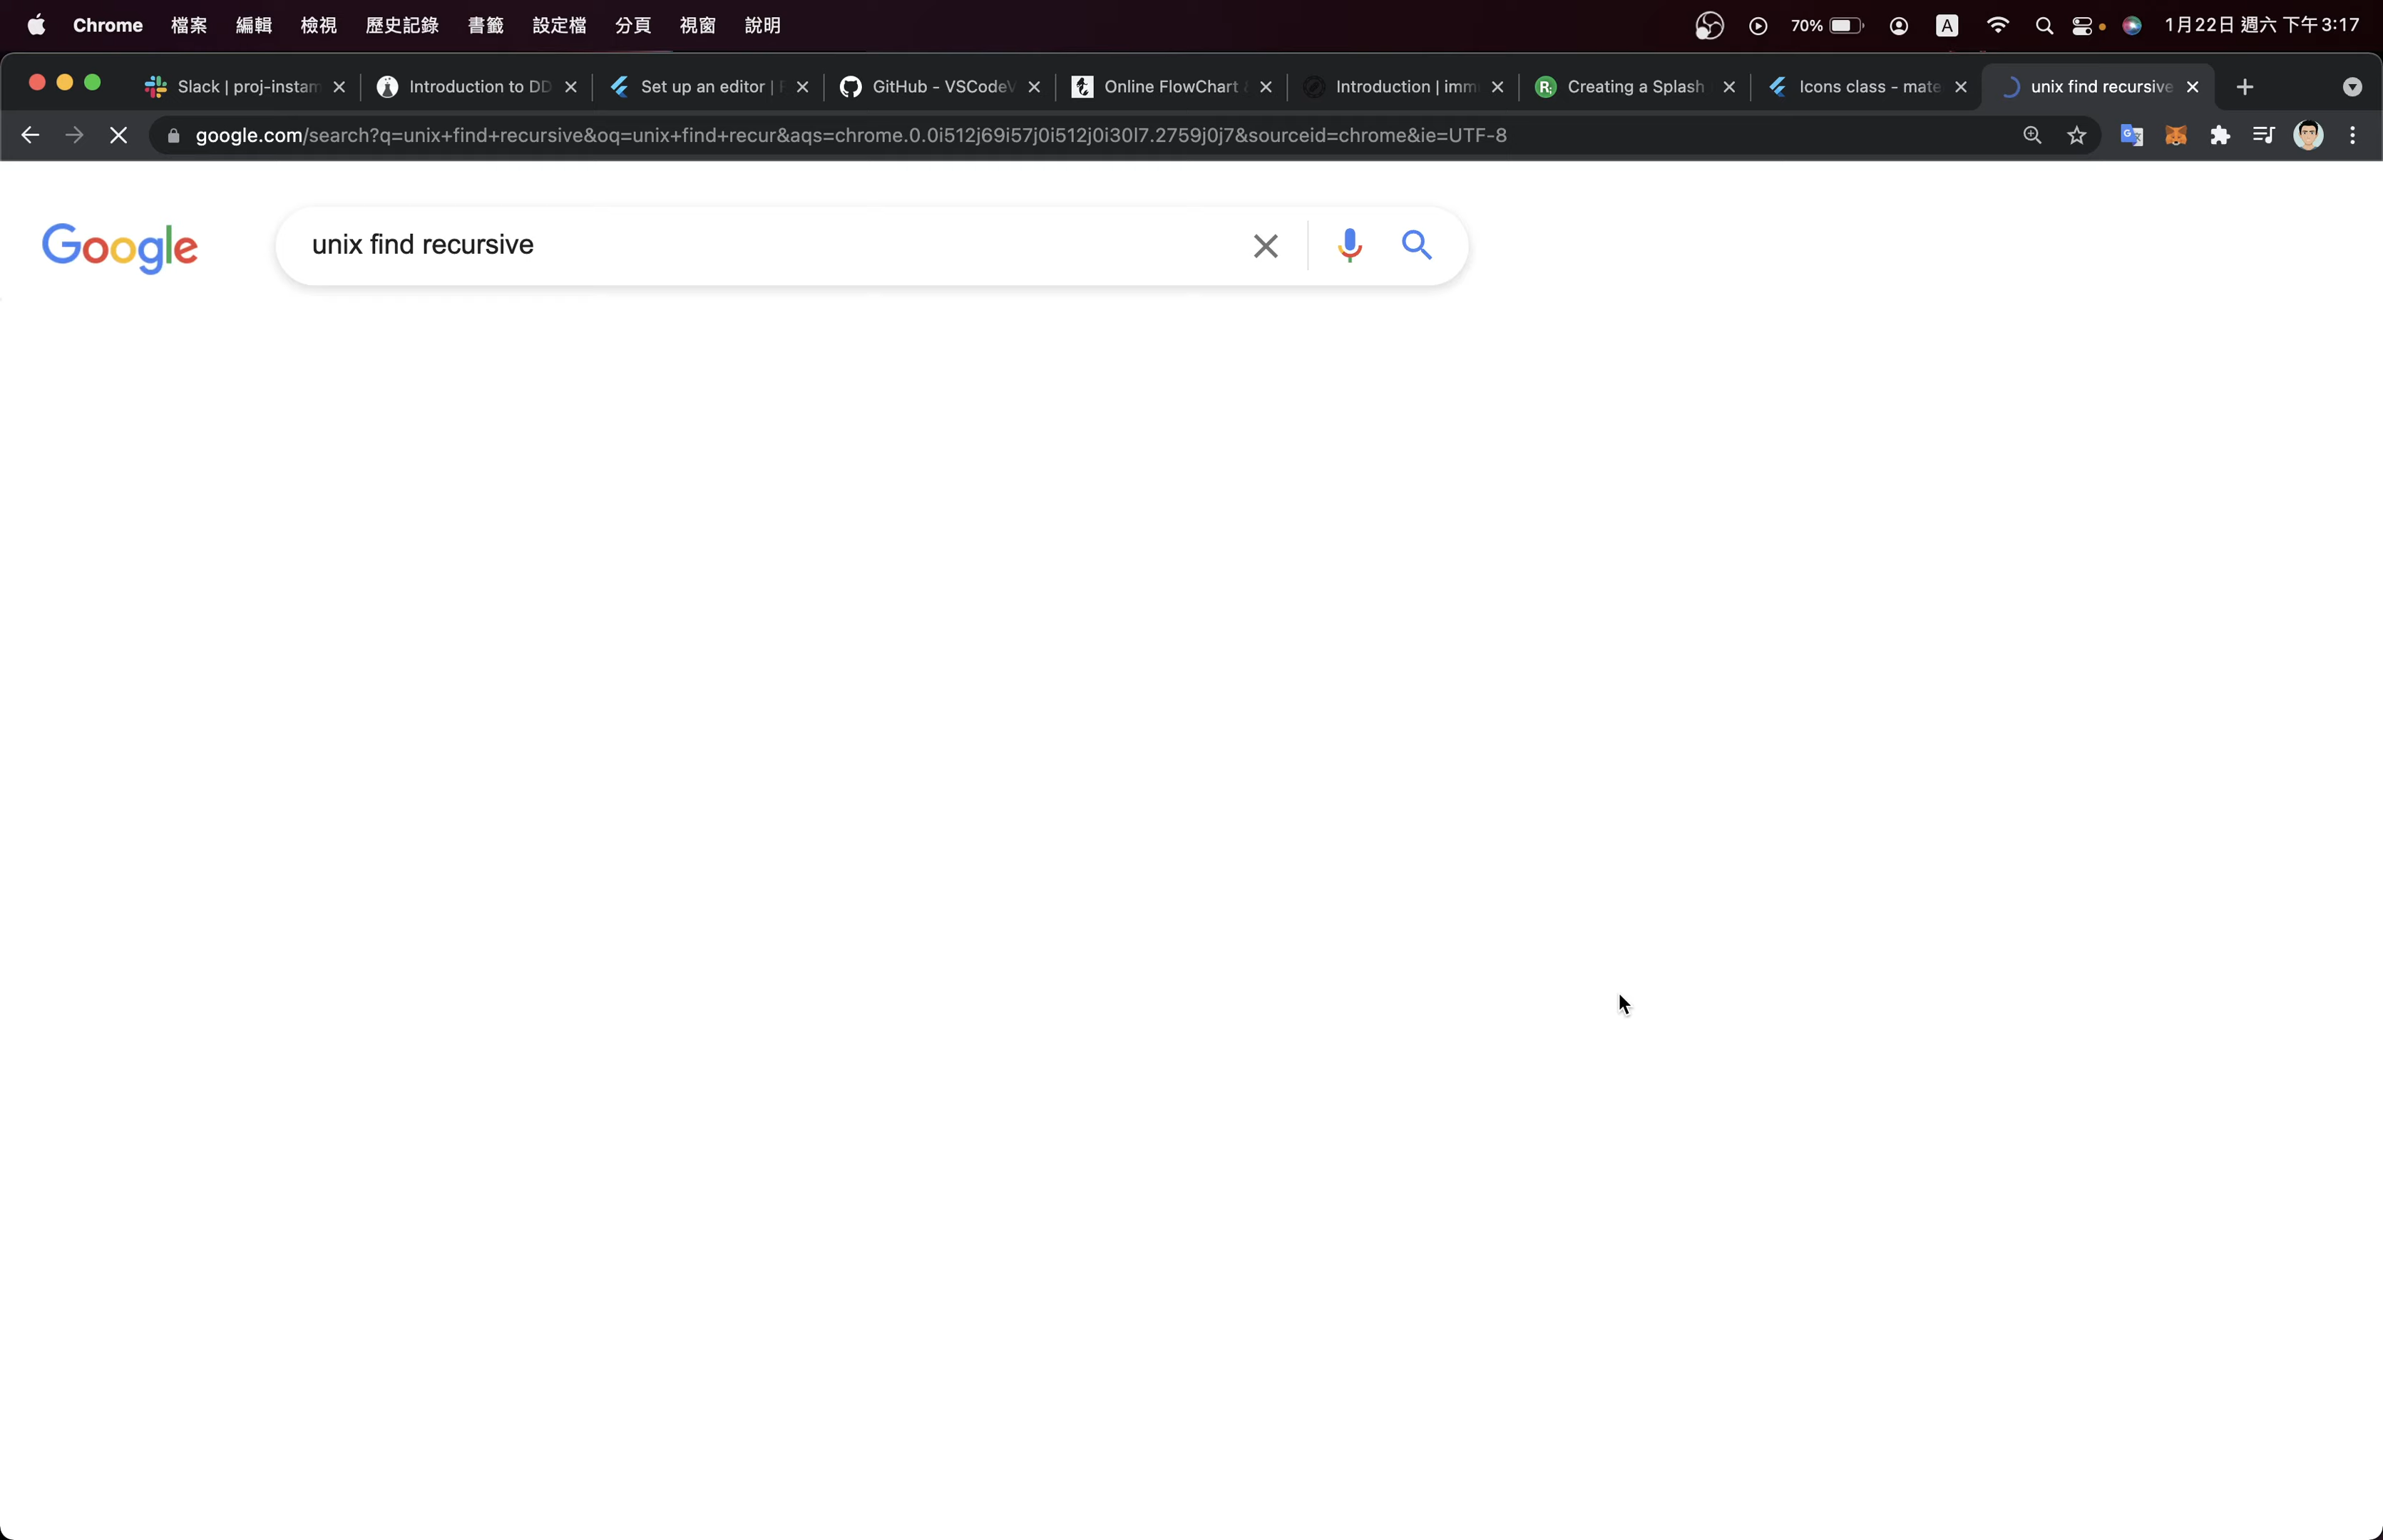 Chrome 檔案 編輯 檢視 歷史記錄 書籤 設定檔 分頁 視窗 說明 70% A 1月22日 週六 下午3:17
Slack | proj-instam Introduction to DD Set up an editor | F GitHub - VSCodeV Online FlowChart & Introduction | imm R; Creating a Splash Icons class - mate unix find recursive
google.com/search?q=unix+find+recursive&oq=unix+find+recur&aqs=chrome.0.0i512j69i57j0i512j0i30l7.2759j0j7&sourceid=chrome&ie=UTF-8
Google unix find recursive